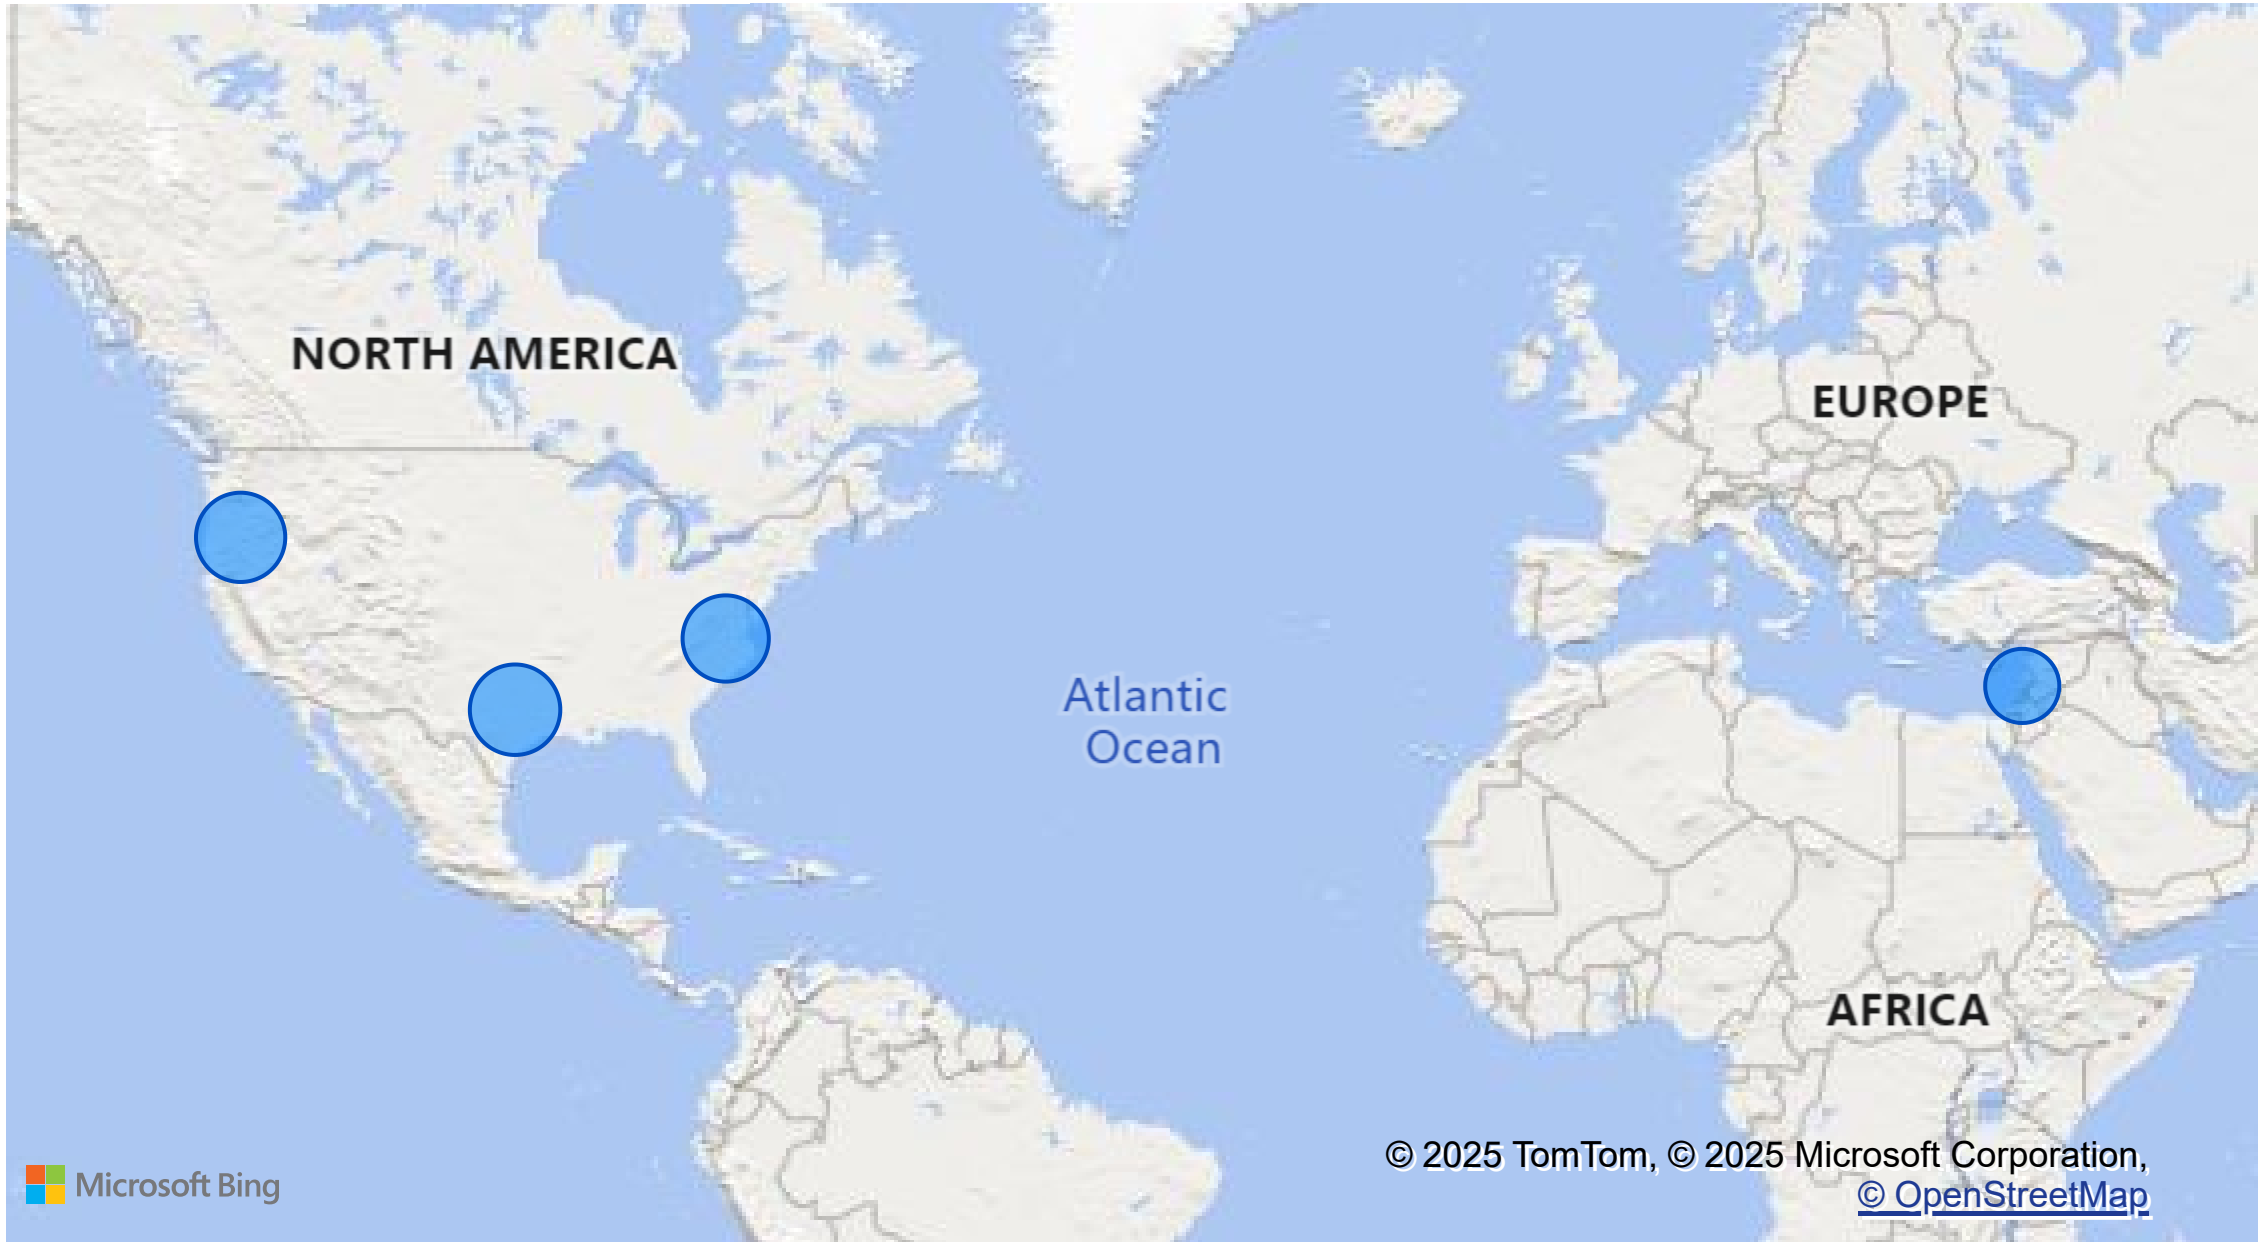 NORTH AMERICA
EUROPE
Atlantic
Ocean
AFRICA
© 2025 TomTom, © 2025 Microsoft Corporation,
© OpenStreetMap
Microsoft Bing